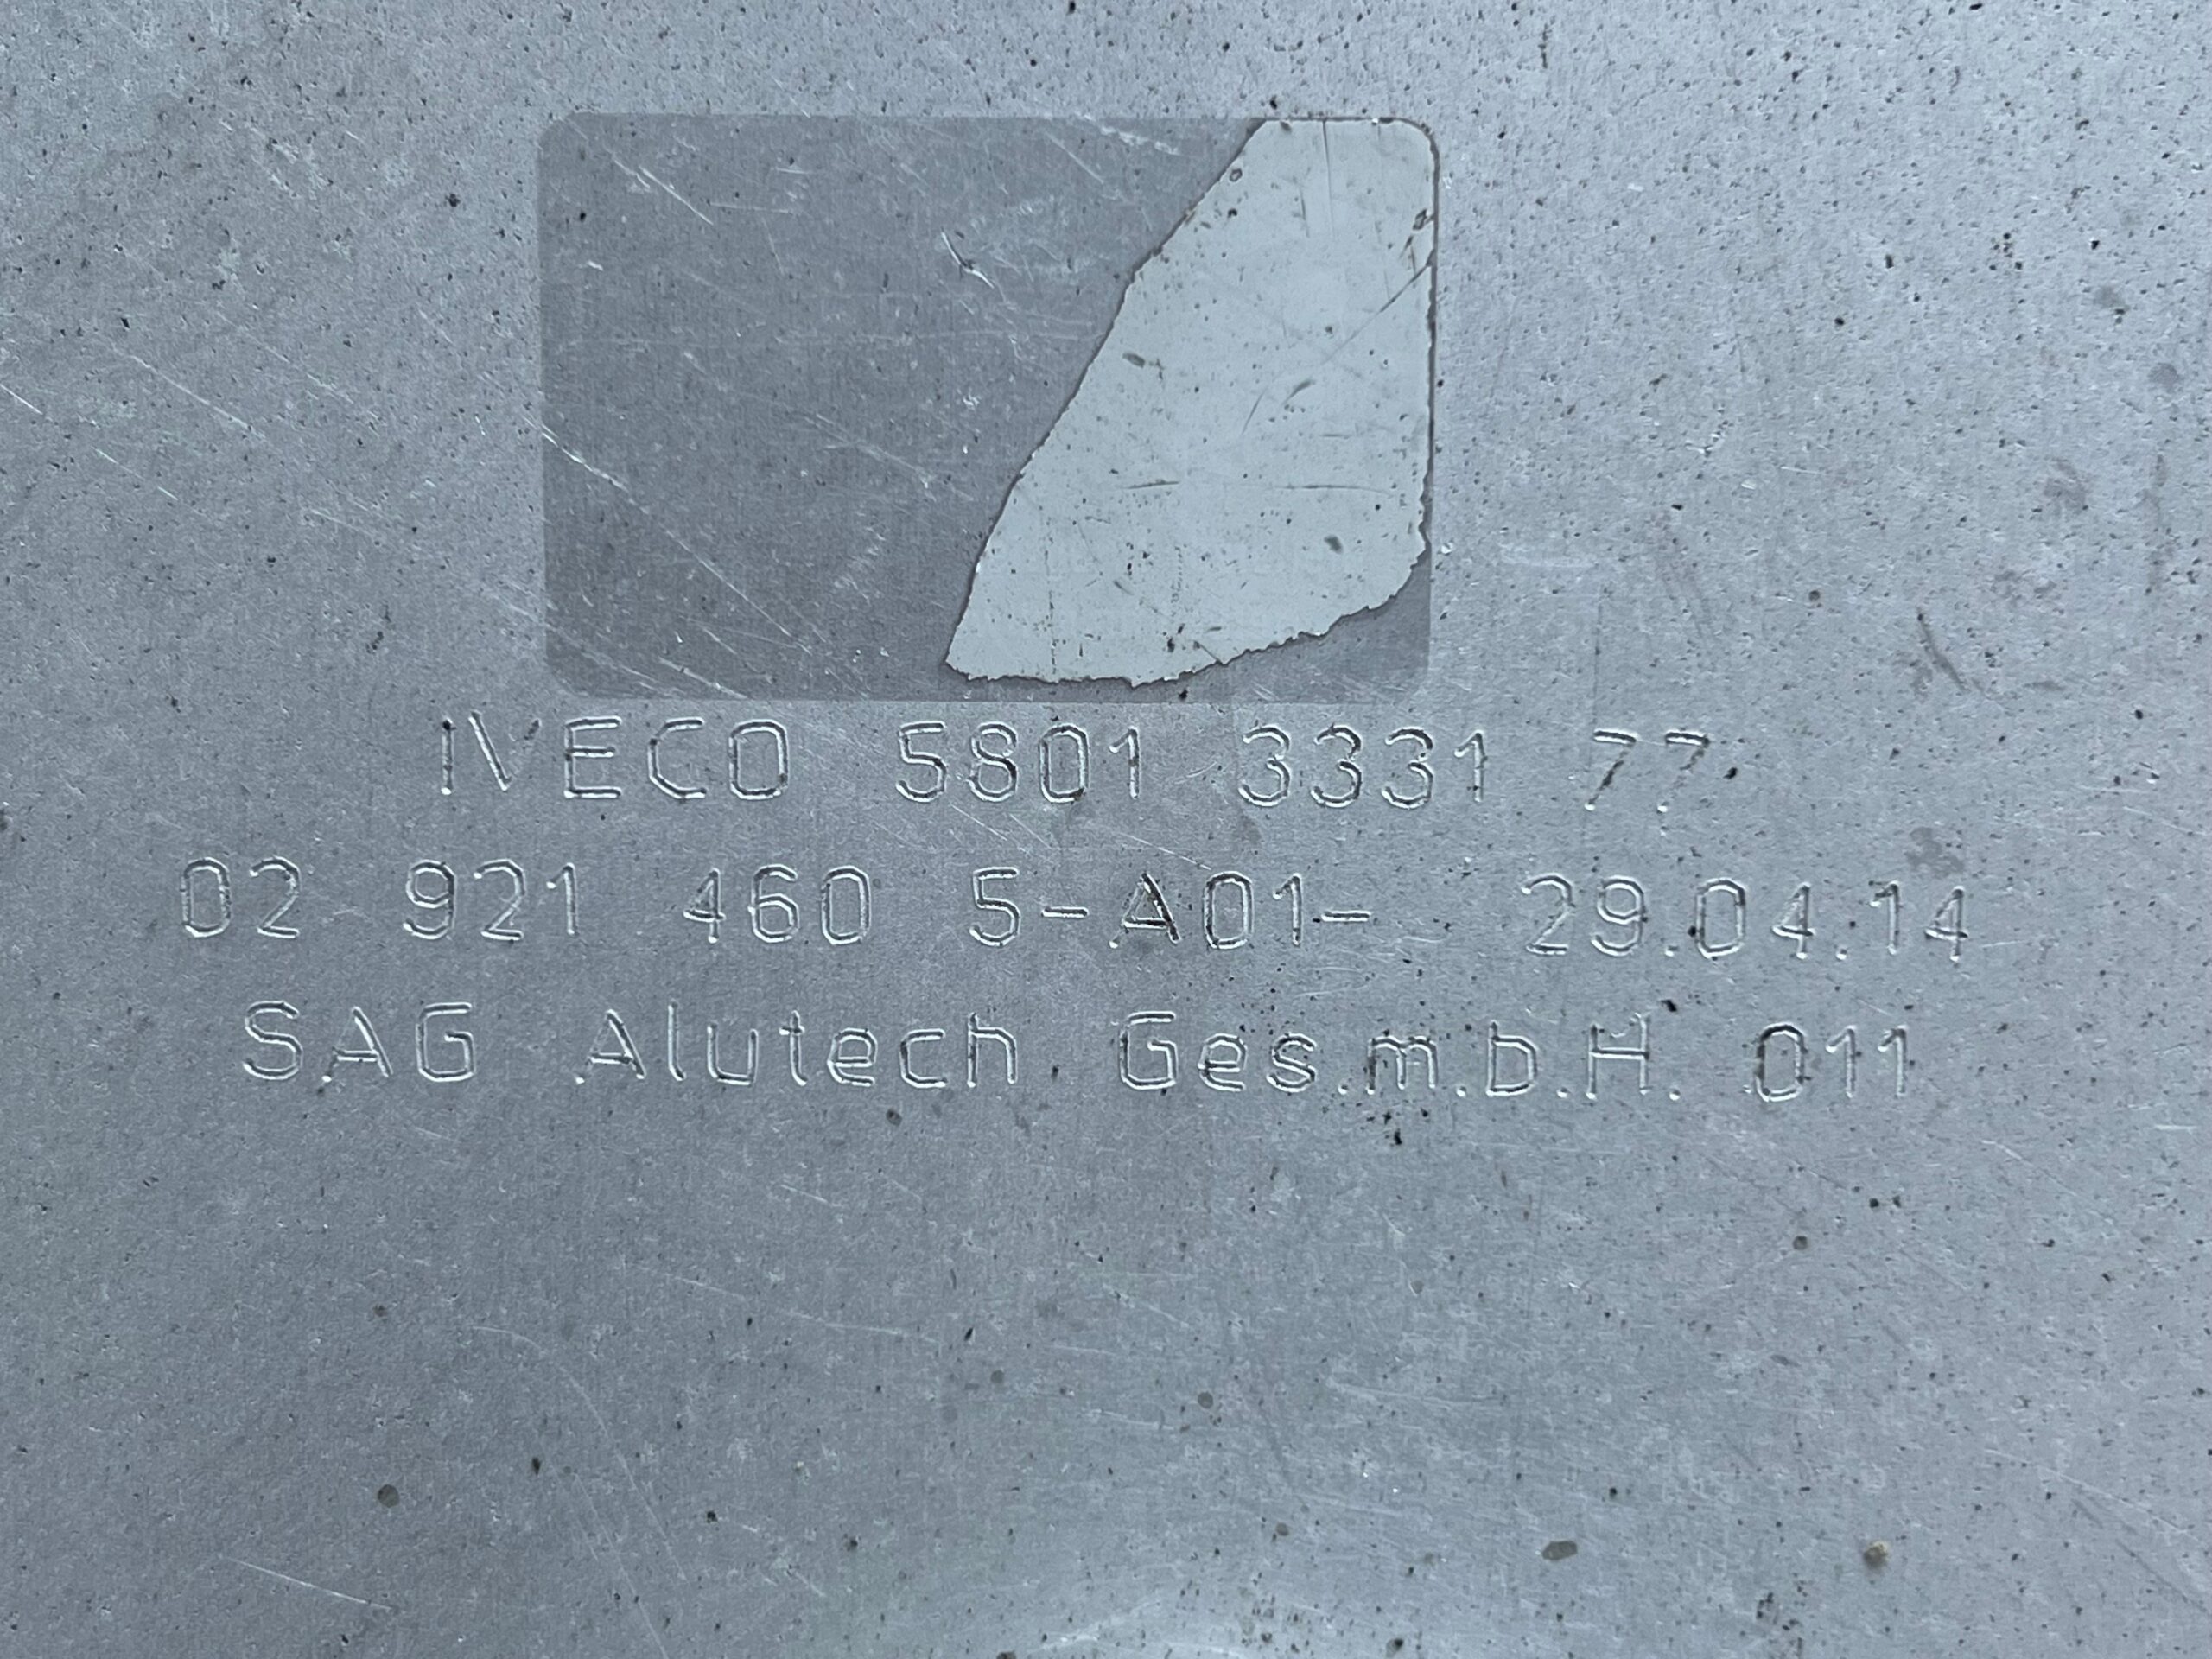 IVECO 5801 3331 77
02 921 460 5-A01- 29.04.14
SAG Alutech Ges.m.b.H. 011